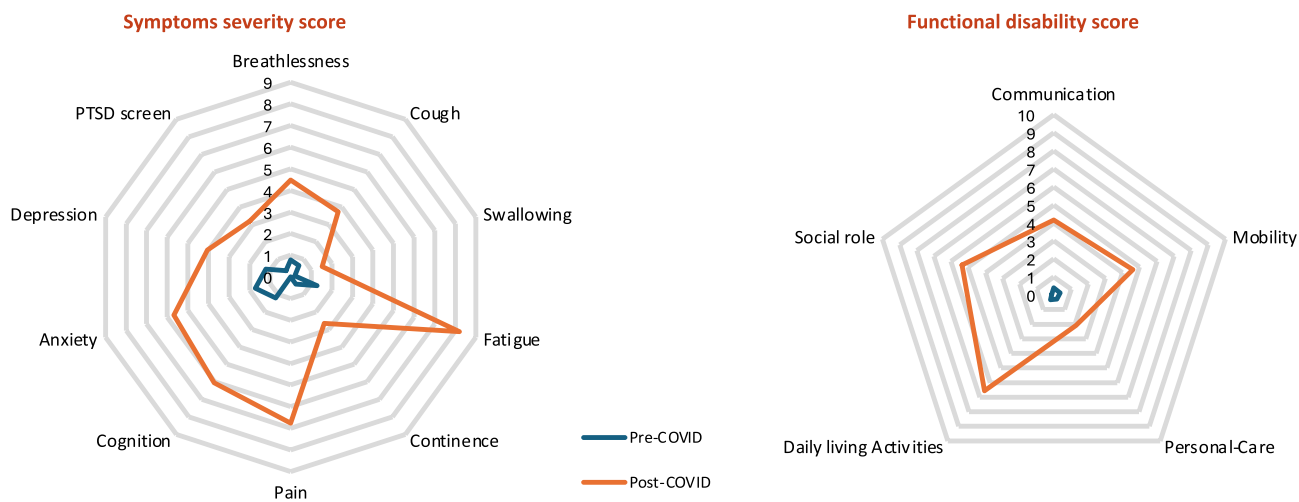 Symptoms severity score
Breathlessness
9
8
7
6
5
4
3
2
1
0
PTSD screen
Cough
Depression
Swallowing
Anxiety
Fatigue
Cognition
Continence
Pain
Pre-COVID
Post-COVID
Functional disability score
Communication
10
9
8
7
6
5
4
3
2
1
0
Social role
Mobility
Daily living Activities
Personal-Care